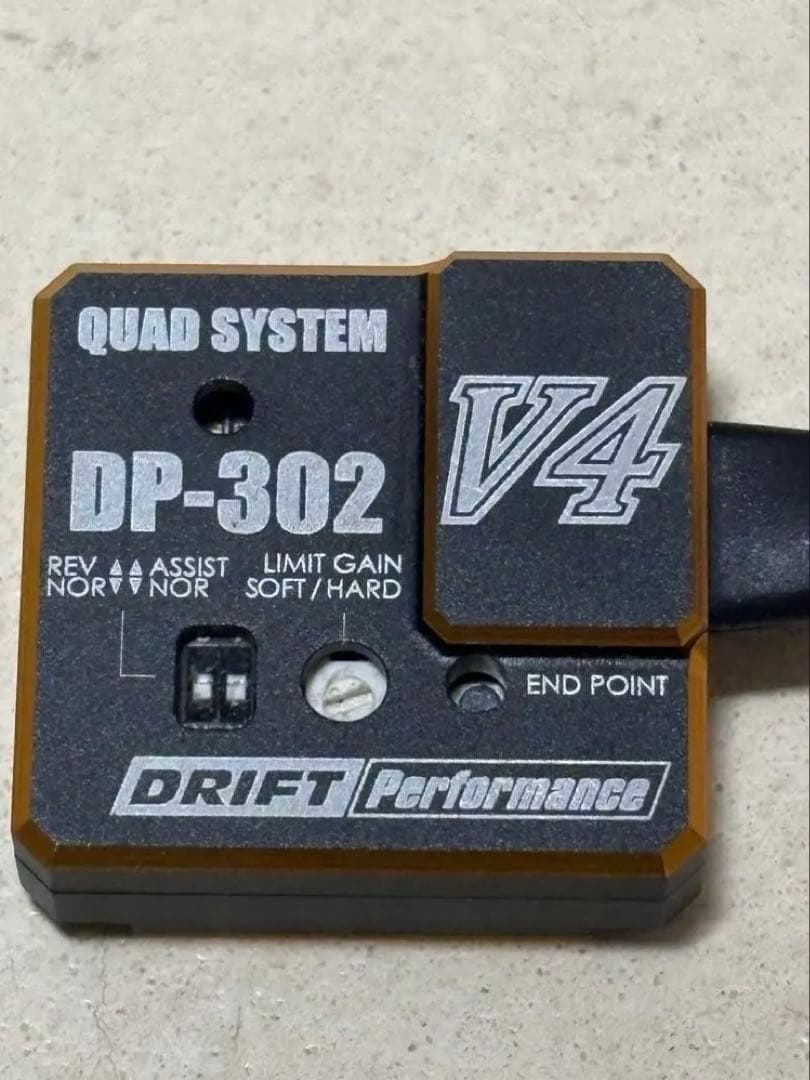 QUAD SYSTEM
V4
DP-302
REV ▲▲ ASSIST
NOR ▼▼ NOR
LIMIT GAIN
SOFT / HARD
END POINT
DRIFT Performance